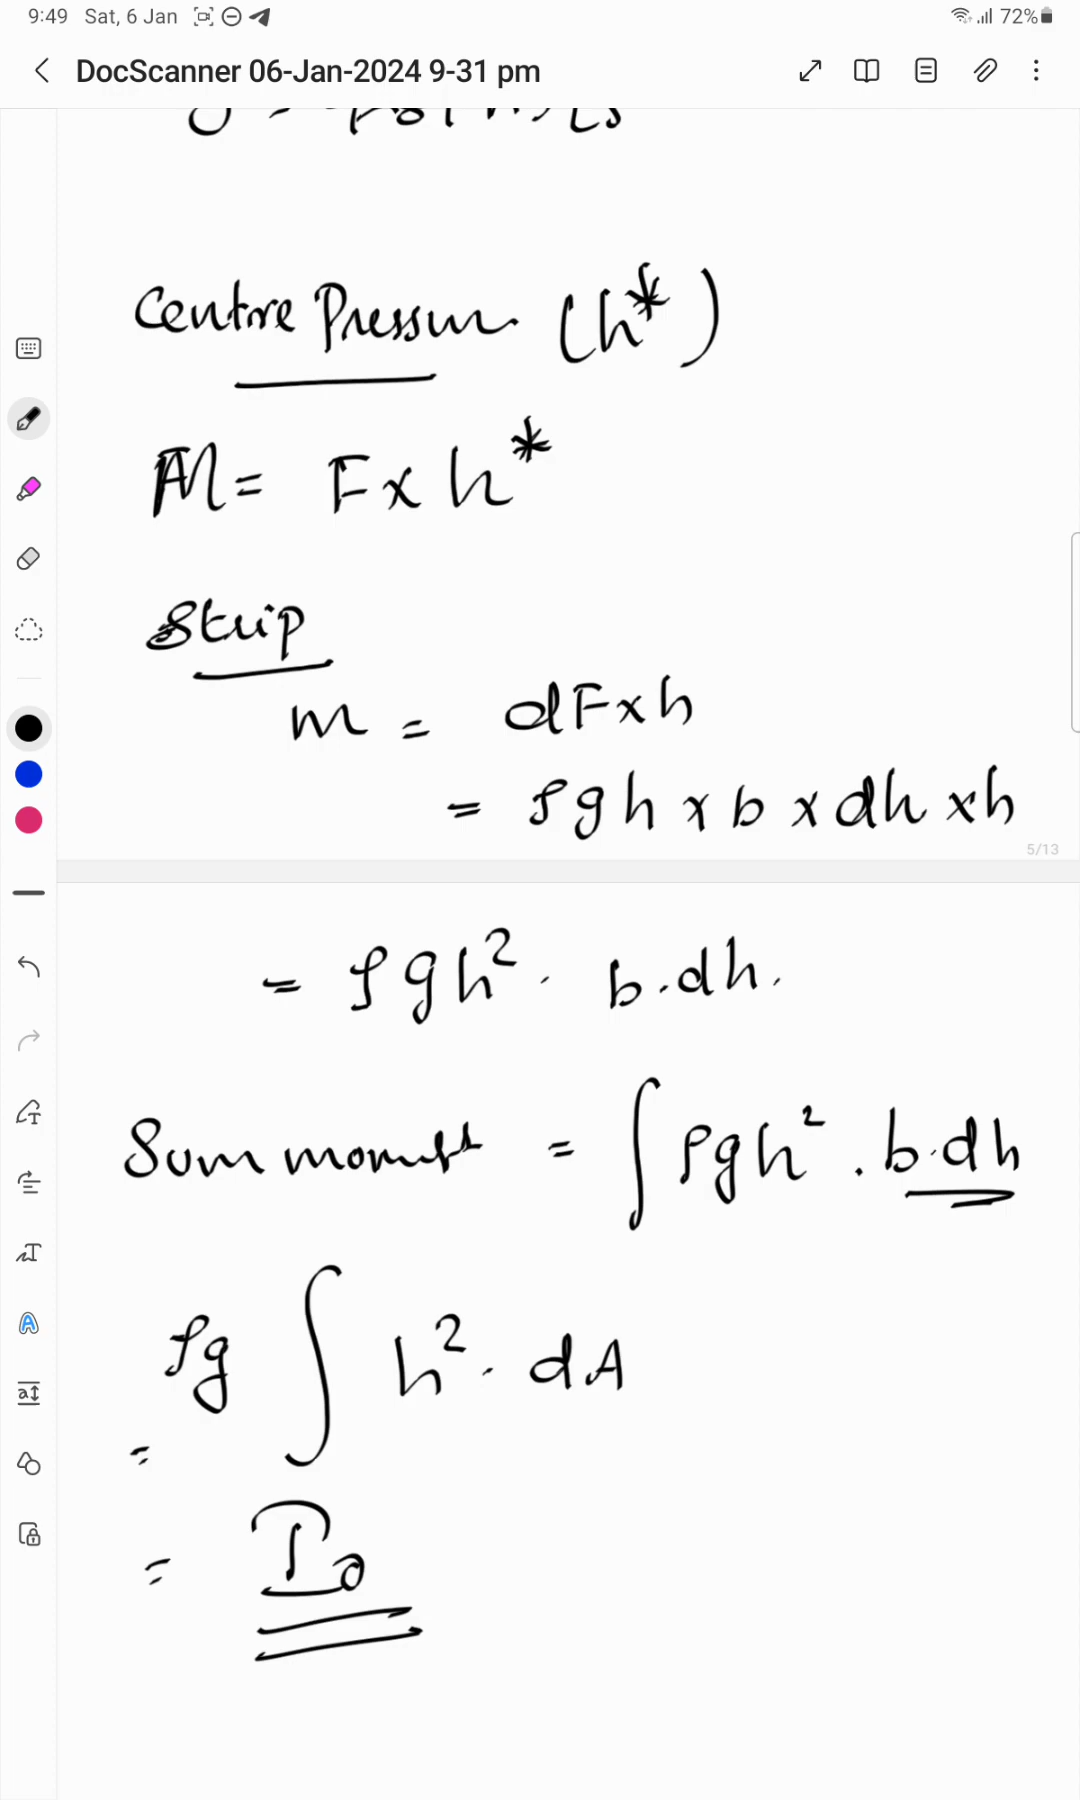 9:49 Sat, 6 Jan 72%
DocScanner 06-Jan-2024 9-31 pm
Centre Pressure (h*)
M = F x h*
Strip
m = dF x h
= ρgh x b x dh x h
5/13
= ρgh². b.dh.
Sum moment = ∫ ρgh². b.dh
ρg ∫ h². dA
=
= I₀